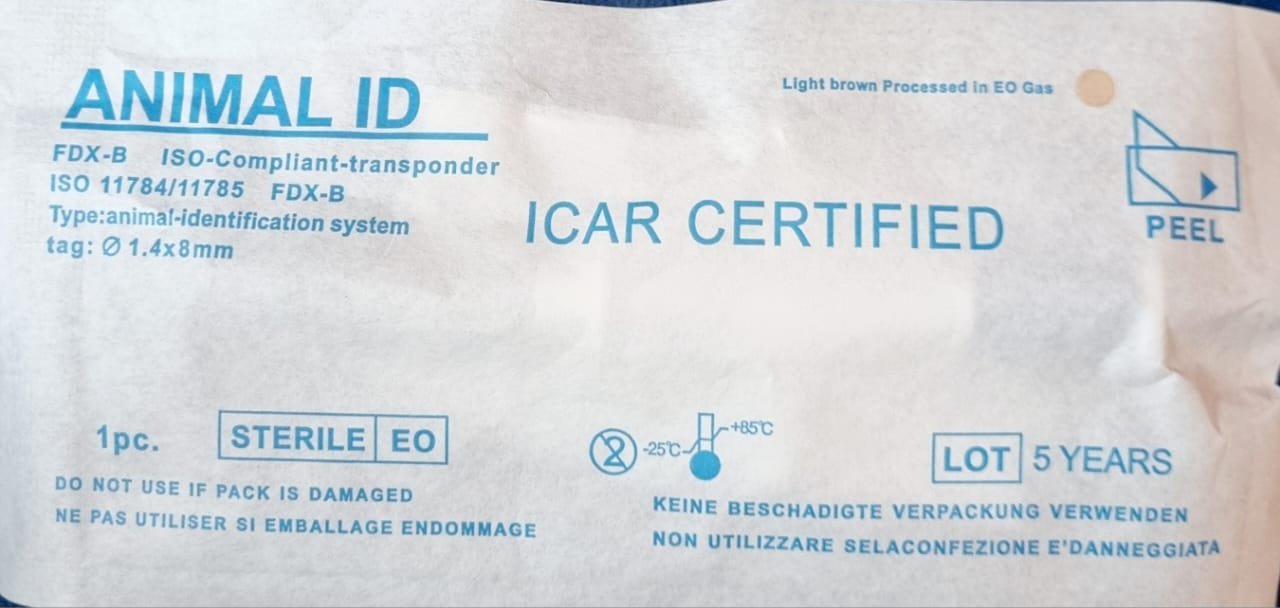 ANIMAL ID
Light brown Processed in EO Gas
FDX-B ISO-Compliant-transponder
ISO 11784/11785 FDX-B
Type:animal-identification system
tag: Ø 1.4x8mm
ICAR CERTIFIED
PEEL
1pc.
STERILE EO
2
-25℃
+85℃
LOT 5 YEARS
DO NOT USE IF PACK IS DAMAGED
NE PAS UTILISER SI EMBALLAGE ENDOMMAGE
KEINE BESCHADIGTE VERPACKUNG VERWENDEN
NON UTILIZZARE SELACONFEZIONE E'DANNEGGIATA